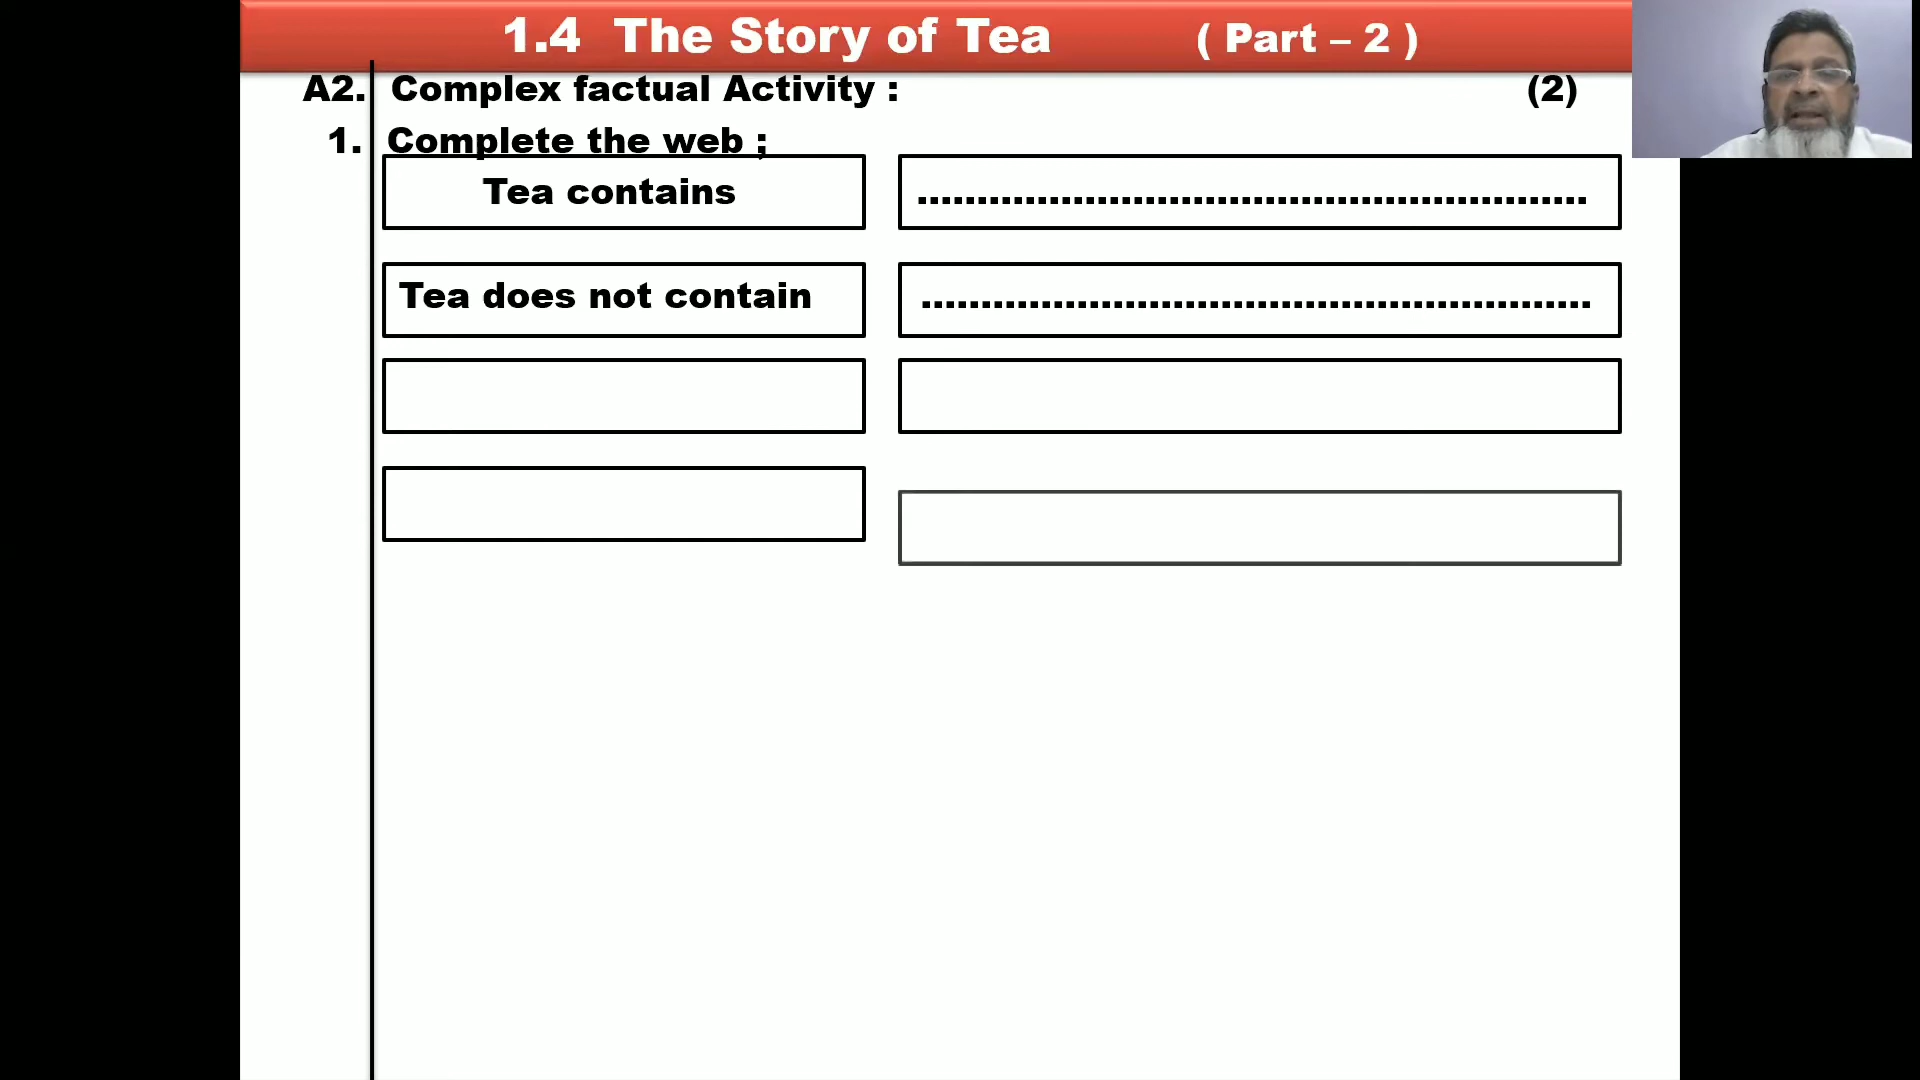 1.4 The Story of Tea ( Part – 2 )
A2. Complex factual Activity : (2)
1. Complete the web ;
Tea contains ........................................................
Tea does not contain ........................................................